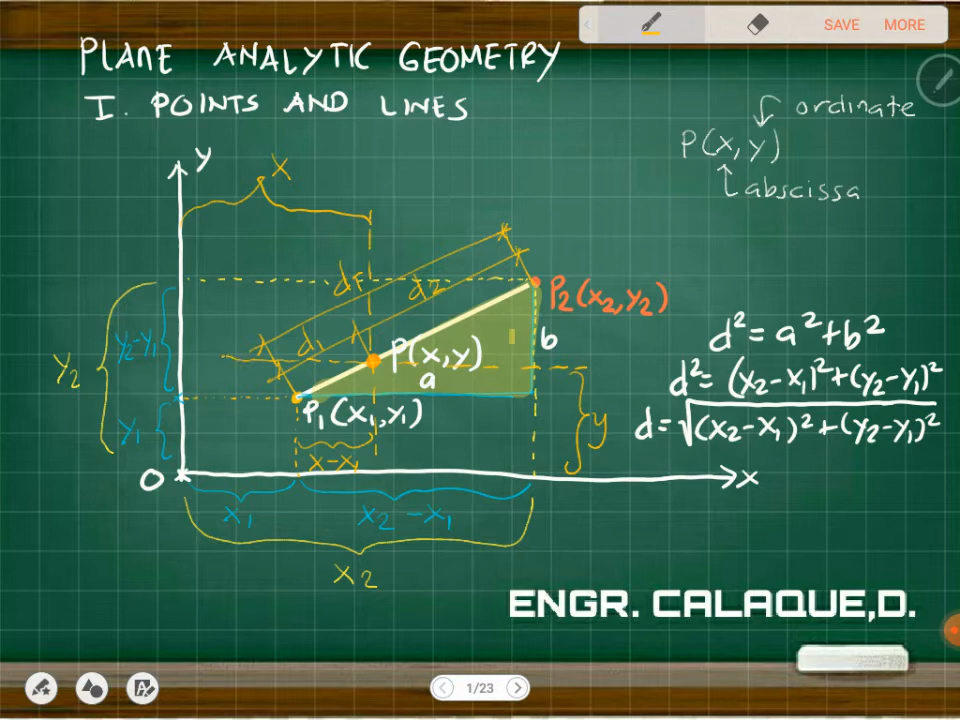 SAVE MORE
PLANE ANALYTIC GEOMETRY
I. POINTS AND LINES
ordinate
P(x,y)
abscissa
Y
X
dT
d2
d1
P2(x2,y2)
P(x,y)
a
b
P1(x1,y1)
y2-y1
Y2
Y1
y
x-x1
O
X
x1
x2-x1
x2
d²=a²+b²
d²=(x2-x1)²+(y2-y1)²
d=√(x2-x1)²+(y2-y1)²
ENGR. CALAQUE,D.
1/23